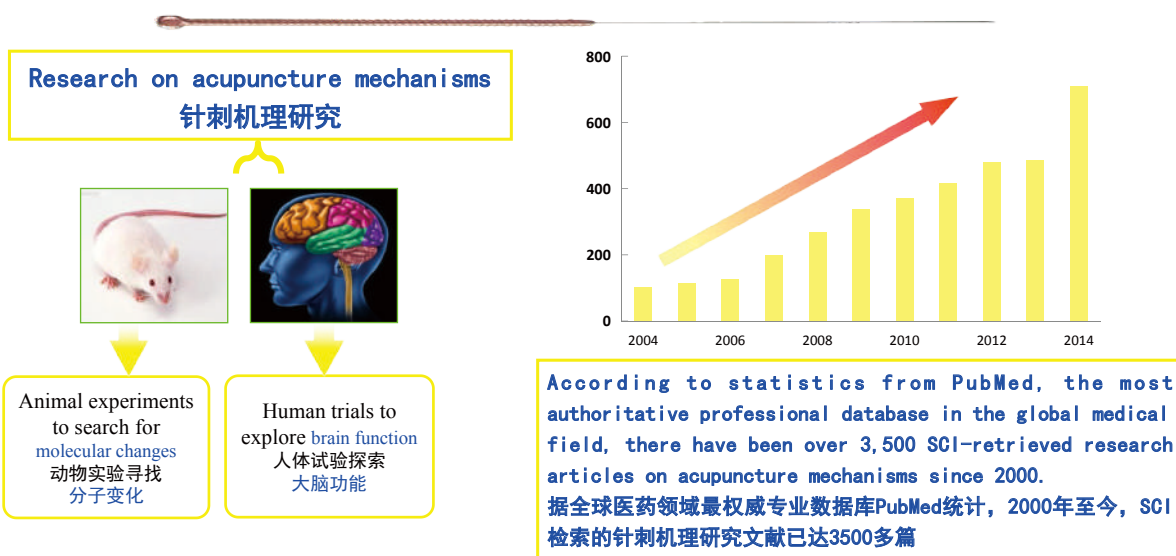 Research on acupuncture mechanisms
针刺机理研究
Animal experiments
to search for
molecular changes
动物实验寻找
分子变化
Human trials to
explore brain function
人体试验探索
大脑功能
800
600
400
200
0
2004 2006 2008 2010 2012 2014
According to statistics from PubMed, the most
authoritative professional database in the global medical
field, there have been over 3,500 SCI-retrieved research
articles on acupuncture mechanisms since 2000.
据全球医药领域最权威专业数据库PubMed统计，2000年至今，SCI
检索的针刺机理研究文献已达3500多篇